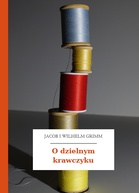 JACOB I WILHELM GRIMM
O dzielnym
krawczyku